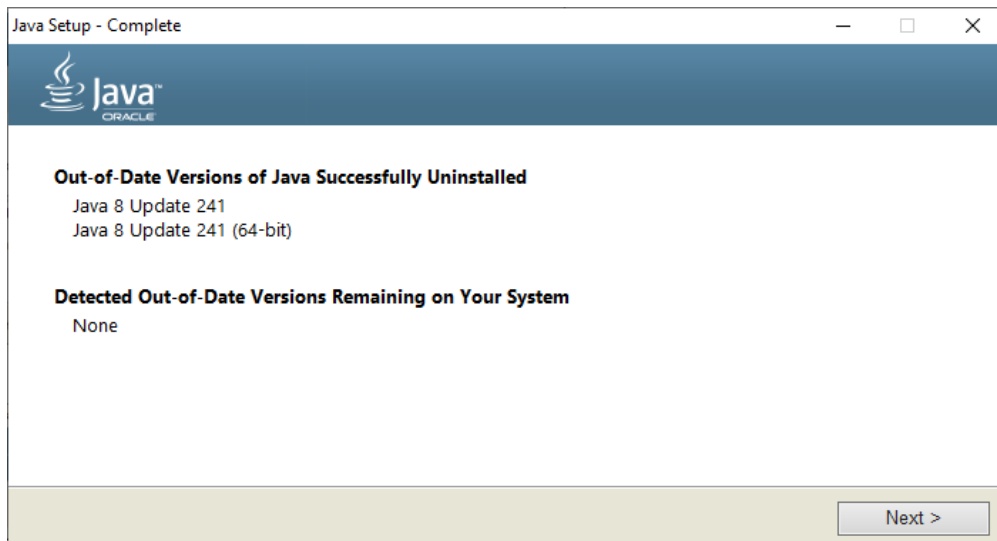 Java Setup - Complete
Java™
ORACLE
Out-of-Date Versions of Java Successfully Uninstalled
Java 8 Update 241
Java 8 Update 241 (64-bit)
Detected Out-of-Date Versions Remaining on Your System
None
Next >